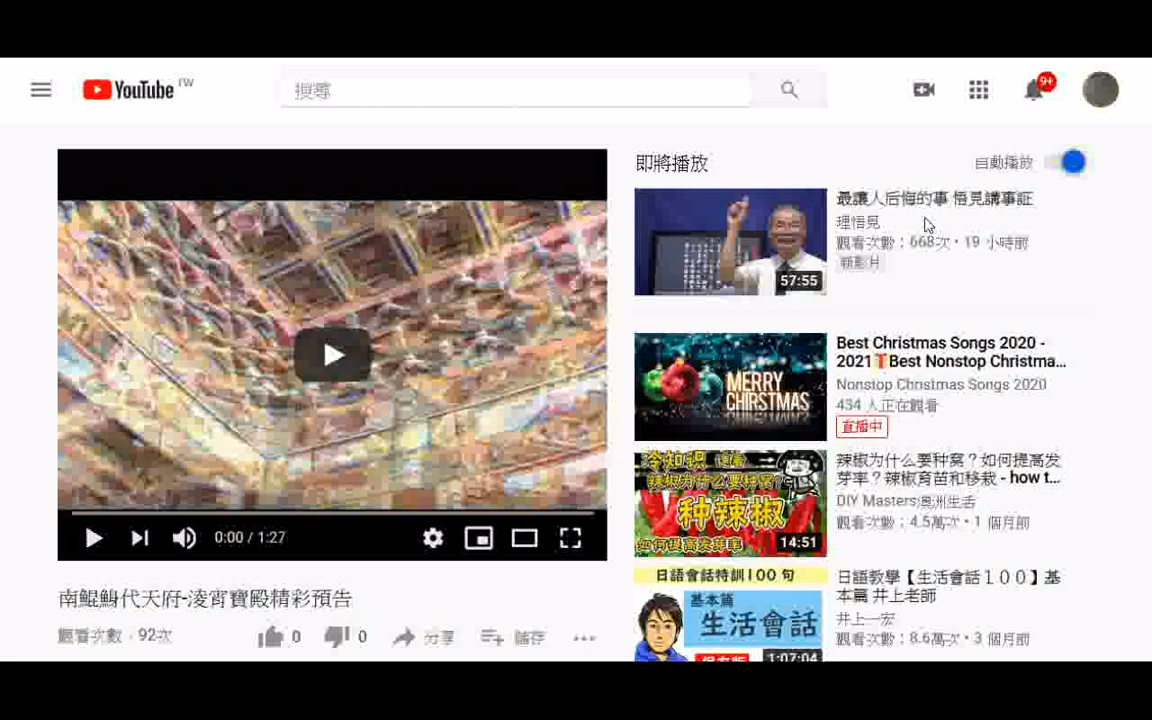 YouTube TW
搜尋
9+
0:00 / 1:27
南鯤鯓代天府-淩霄寶殿精彩預告
觀看次數：92次
0
0
分享
儲存
即將播放
自動播放
57:55
最讓人后悔的事 悟見講事証
理悟見
觀看次數：668次・19 小時前
新影片
MERRY
CHIRSTMAS
Best Christmas Songs 2020 -
2021🎁Best Nonstop Christma...
Nonstop Christmas Songs 2020
434 人正在觀看
直播中
冷知识
辣椒为什么要种窝?
种辣椒
如何提高发芽率
14:51
辣椒为什么要种窝？如何提高发
芽率？辣椒育苗和移栽 - how t...
DIY Masters澳洲生活
觀看次數：4.5萬次・1 個月前
日語會話特訓100句
基本篇
生活會話
保存版
1:07:04
日語教學【生活會話１００】基
本篇 井上老師
井上一宏
觀看次數：8.6萬次・3 個月前